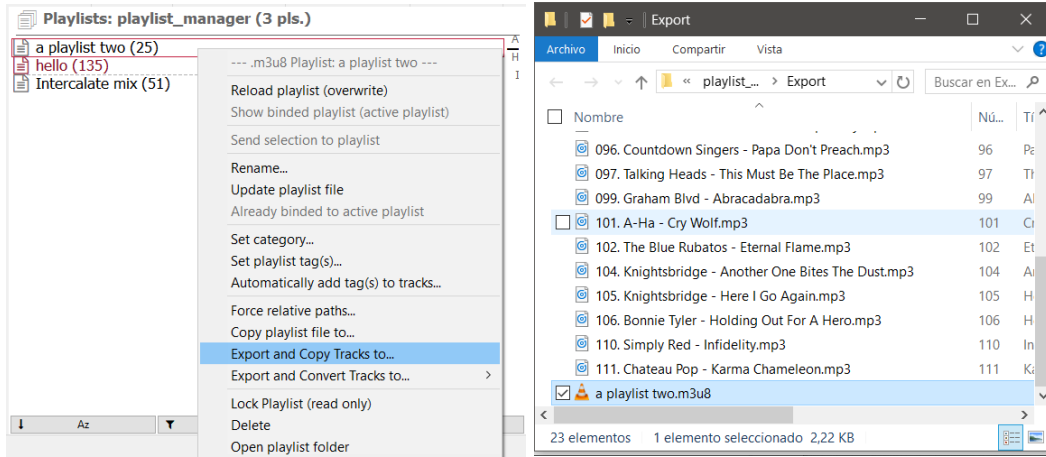 Playlists: playlist_manager (3 pls.)
a playlist two (25)
hello (135)
Intercalate mix (51)
A
H
I
--- .m3u8 Playlist: a playlist two ---
Reload playlist (overwrite)
Show binded playlist (active playlist)
Send selection to playlist
Rename...
Update playlist file
Already binded to active playlist
Set category...
Set playlist tag(s)...
Automatically add tag(s) to tracks...
Force relative paths...
Copy playlist file to...
Export and Copy Tracks to...
Export and Convert Tracks to...
Lock Playlist (read only)
Delete
Open playlist folder
Az
Export
Archivo Inicio Compartir Vista
« playlist_... > Export Buscar en Ex...
Nombre Nú... Tí
096. Countdown Singers - Papa Don't Preach.mp3 96 Pa
097. Talking Heads - This Must Be The Place.mp3 97 Th
099. Graham Blvd - Abracadabra.mp3 99 Al
101. A-Ha - Cry Wolf.mp3 101 Cr
102. The Blue Rubatos - Eternal Flame.mp3 102 Et
104. Knightsbridge - Another One Bites The Dust.mp3 104 A
105. Knightsbridge - Here I Go Again.mp3 105 H
106. Bonnie Tyler - Holding Out For A Hero.mp3 106 H
110. Simply Red - Infidelity.mp3 110 In
111. Chateau Pop - Karma Chameleon.mp3 111 Ka
a playlist two.m3u8
23 elementos 1 elemento seleccionado 2,22 KB